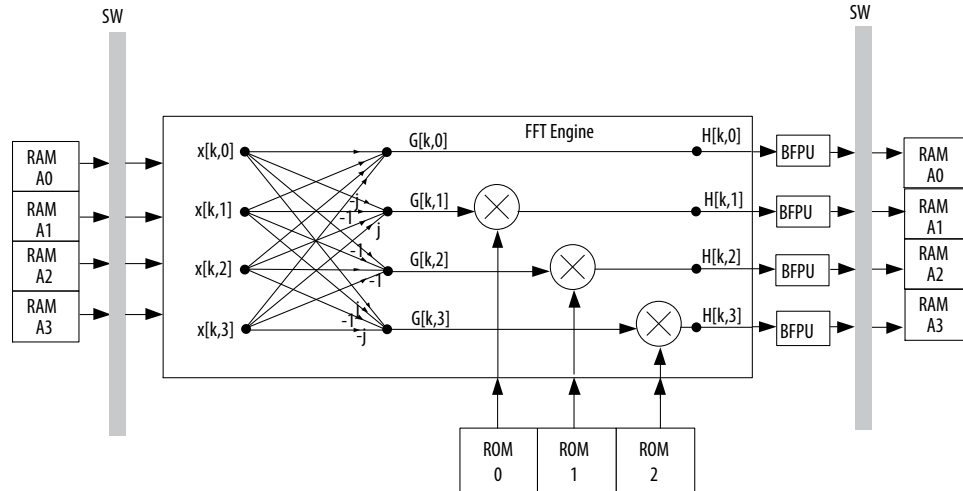 SW
SW
FFT Engine
RAM
A0
RAM
A1
RAM
A2
RAM
A3
x[k,0]
x[k,1]
x[k,2]
x[k,3]
G[k,0]
G[k,1]
G[k,2]
G[k,3]
-j
-1
j
-1
-1
j
-1
-j
H[k,0]
H[k,1]
H[k,2]
H[k,3]
BFPU
BFPU
BFPU
BFPU
RAM
A0
RAM
A1
RAM
A2
RAM
A3
ROM
0
ROM
1
ROM
2